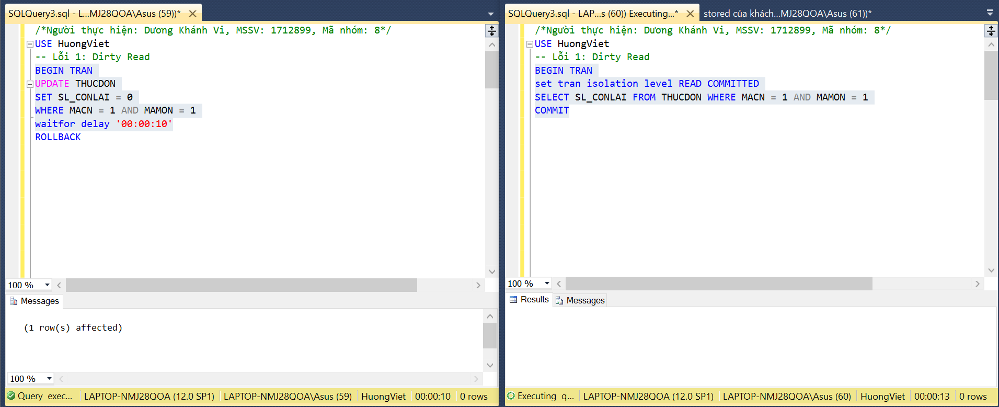 SQLQuery3.sql - L...MJ28QOA\Asus (59))*
/*Người thực hiện: Dương Khánh Vi, MSSV: 1712899, Mã nhóm: 8*/
USE HuongViet
-- Lỗi 1: Dirty Read
BEGIN TRAN
UPDATE THUCDON
SET SL_CONLAI = 0
WHERE MACN = 1 AND MAMON = 1
waitfor delay '00:00:10'
ROLLBACK
100 %
Messages
(1 row(s) affected)
100 %
Query exec... LAPTOP-NMJ28QOA (12.0 SP1) LAPTOP-NMJ28QOA\Asus (59) HuongViet 00:00:10 0 rows
SQLQuery3.sql - LAP...s (60)) Executing...* stored của khách...MJ28QOA\Asus (61))*
/*Người thực hiện: Dương Khánh Vi, MSSV: 1712899, Mã nhóm: 8*/
USE HuongViet
-- Lỗi 1: Dirty Read
BEGIN TRAN
set tran isolation level READ COMMITTED
SELECT SL_CONLAI FROM THUCDON WHERE MACN = 1 AND MAMON = 1
COMMIT
100 %
Results Messages
Executing q... LAPTOP-NMJ28QOA (12.0 SP1) LAPTOP-NMJ28QOA\Asus (60) HuongViet 00:00:13 0 rows